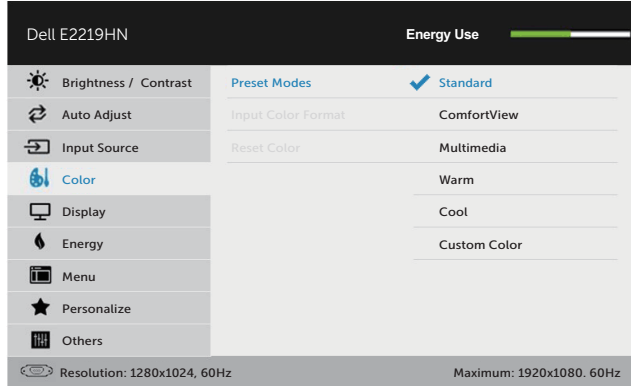 Dell E2219HN
Energy Use
Brightness / Contrast
Preset Modes
Standard
Auto Adjust
Input Color Format
ComfortView
Input Source
Reset Color
Multimedia
Color
Warm
Display
Cool
Energy
Custom Color
Menu
Personalize
Others
Resolution: 1280x1024, 60Hz
Maximum: 1920x1080. 60Hz